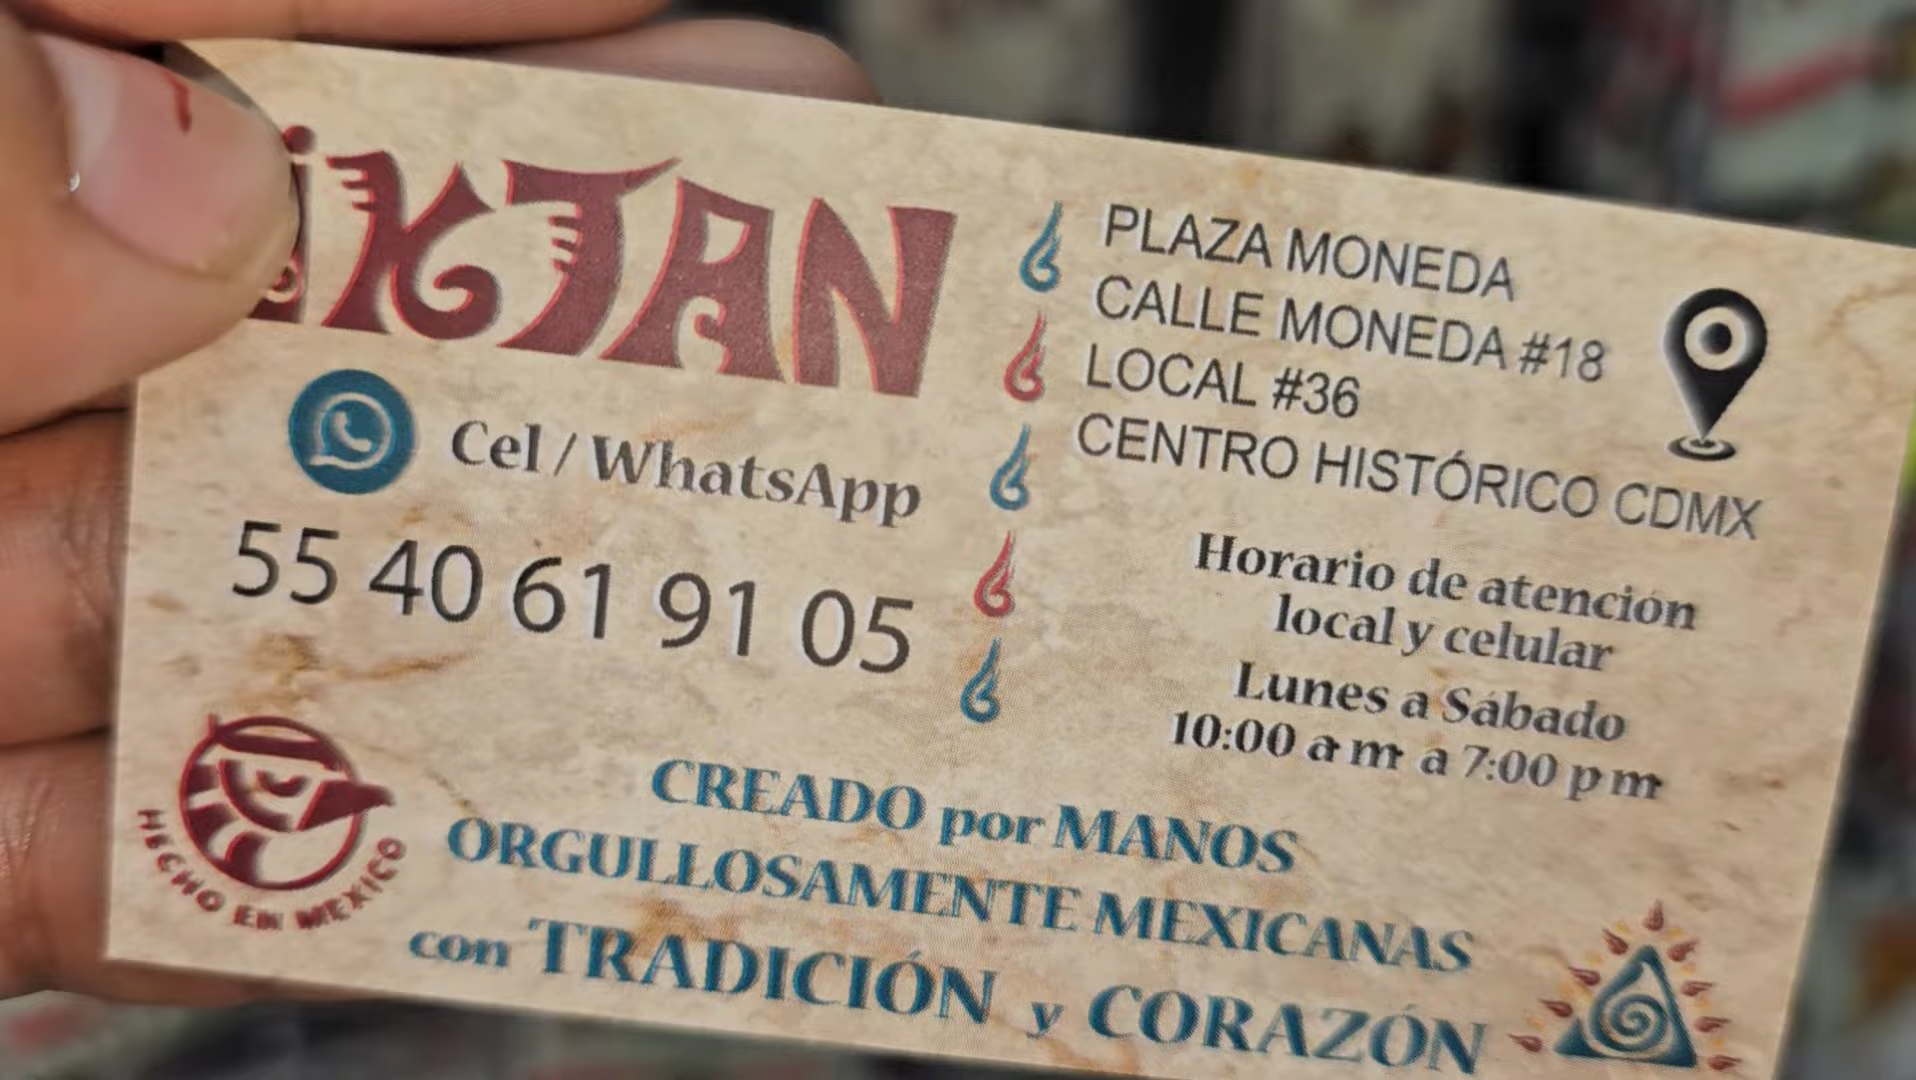 iKTAN
Cel / WhatsApp
55 40 61 91 05
PLAZA MONEDA
CALLE MONEDA #18
LOCAL #36
CENTRO HISTÓRICO CDMX
Horario de atención
local y celular
Lunes a Sábado
10:00 am a 7:00 pm
HECHO EN MEXICO
CREADO por MANOS
ORGULLOSAMENTE MEXICANAS
con TRADICIÓN y CORAZÓN